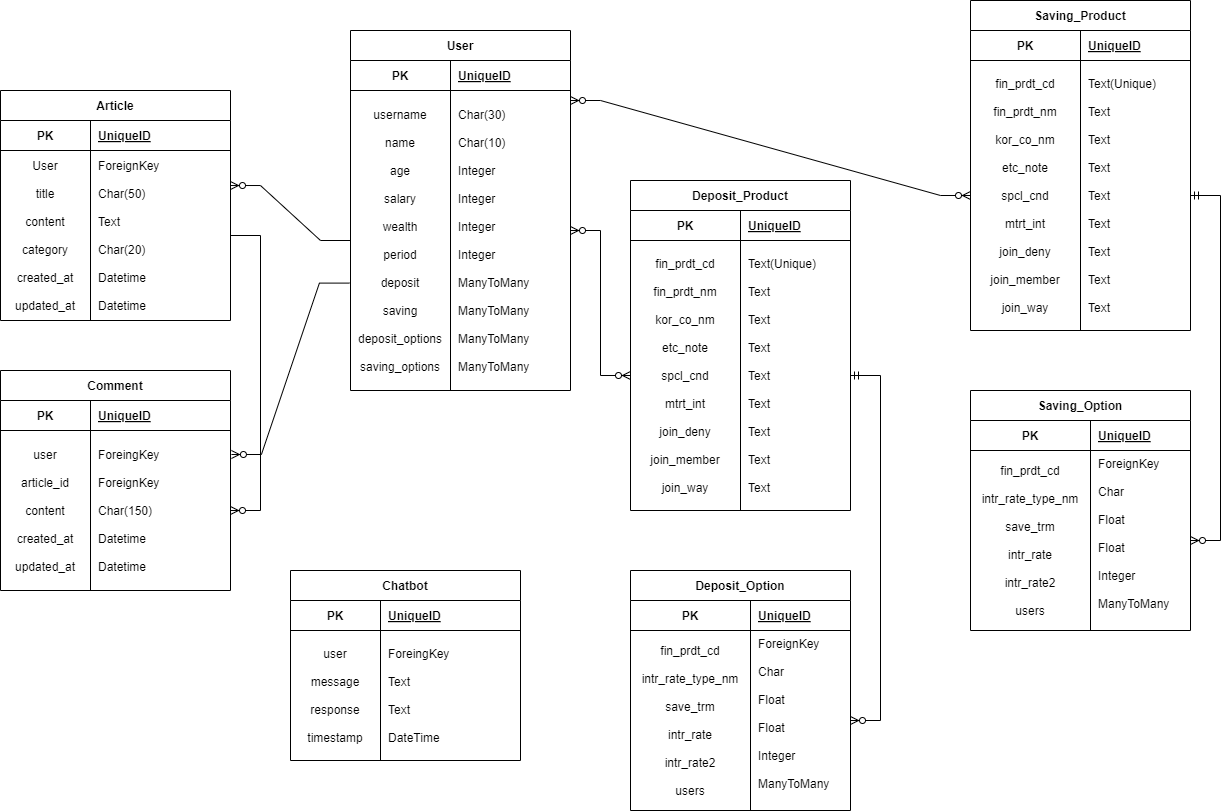 Saving_Product
PK UniqueID
fin_prdt_cd Text(Unique)
fin_prdt_nm Text
kor_co_nm Text
etc_note Text
spcl_cnd Text
mtrt_int Text
join_deny Text
join_member Text
join_way Text
User
PK UniqueID
username Char(30)
name Char(10)
age Integer
salary Integer
wealth Integer
period Integer
deposit ManyToMany
saving ManyToMany
deposit_options ManyToMany
saving_options ManyToMany
Article
PK UniqueID
User ForeignKey
title Char(50)
content Text
category Char(20)
created_at Datetime
updated_at Datetime
Deposit_Product
PK UniqueID
fin_prdt_cd Text(Unique)
fin_prdt_nm Text
kor_co_nm Text
etc_note Text
spcl_cnd Text
mtrt_int Text
join_deny Text
join_member Text
join_way Text
Comment
PK UniqueID
user ForeingKey
article_id ForeignKey
content Char(150)
created_at Datetime
updated_at Datetime
Saving_Option
PK UniqueID
fin_prdt_cd ForeignKey
intr_rate_type_nm Char
save_trm Float
intr_rate Float
intr_rate2 Integer
users ManyToMany
Chatbot
PK UniqueID
user ForeingKey
message Text
response Text
timestamp DateTime
Deposit_Option
PK UniqueID
fin_prdt_cd ForeignKey
intr_rate_type_nm Char
save_trm Float
intr_rate Float
intr_rate2 Integer
users ManyToMany